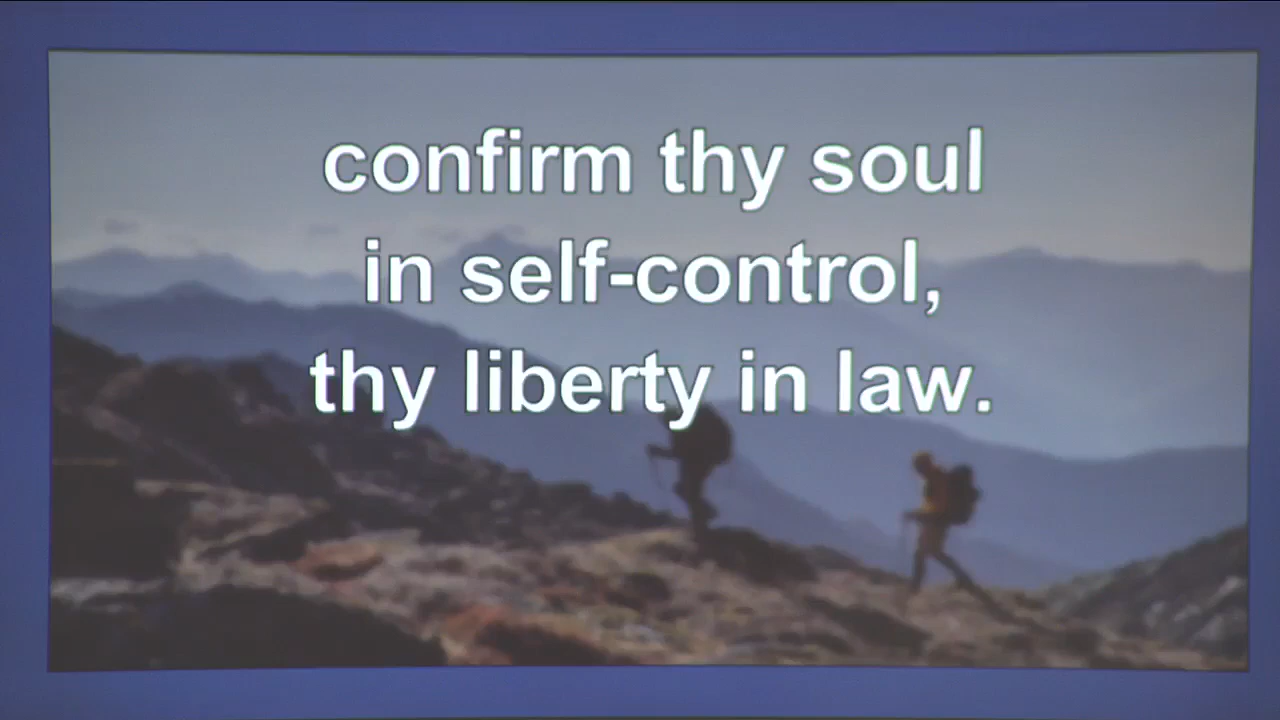 confirm thy soul
in self-control,
thy liberty in law.